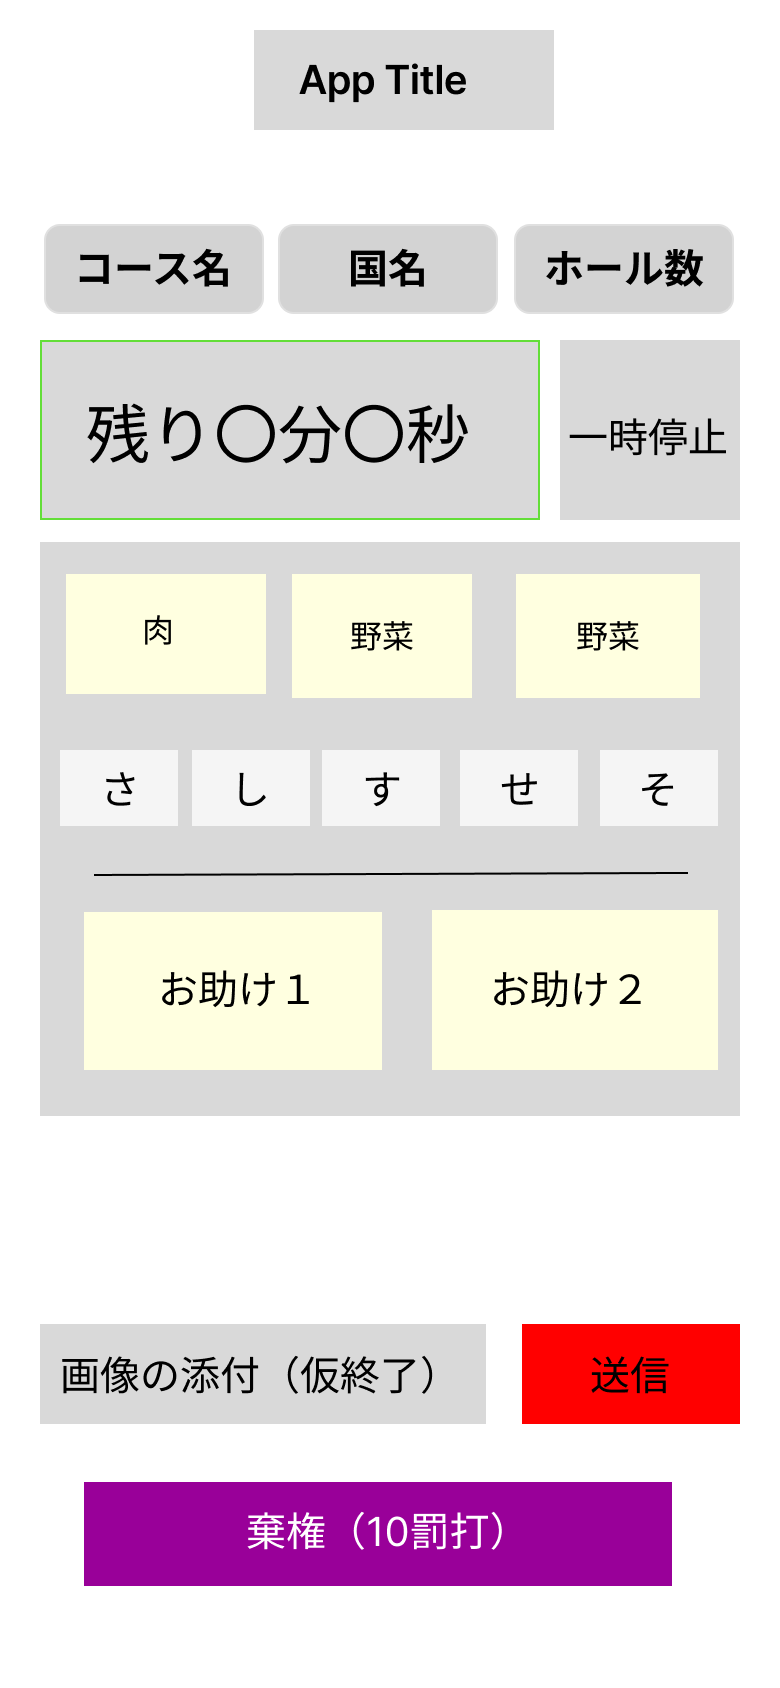 App Title
コース名 国名 ホール数
残り〇分〇秒 一時停止
肉 野菜 野菜
さ し す せ そ
お助け１ お助け２
画像の添付（仮終了） 送信
棄権（10罰打）